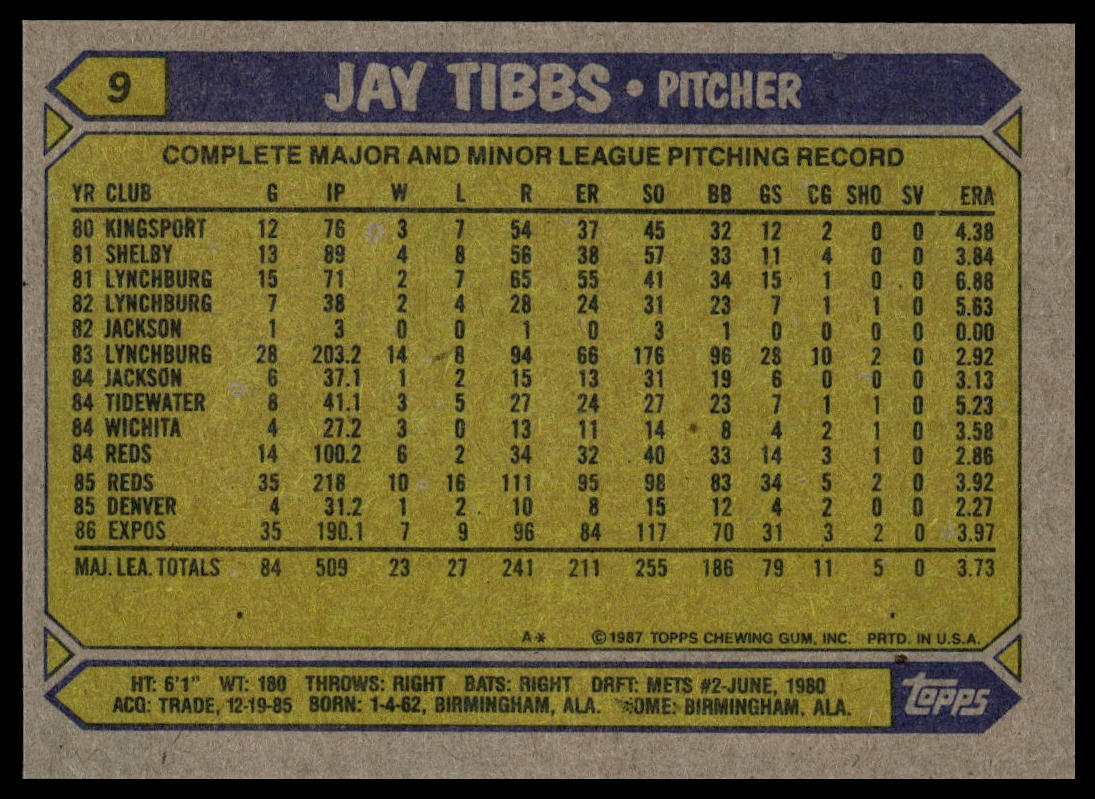 9 JAY TIBBS • PITCHER
COMPLETE MAJOR AND MINOR LEAGUE PITCHING RECORD
YR CLUB G IP W L R ER SO BB GS CG SHO SV ERA
80 KINGSPORT 12 76 3 7 54 37 45 32 12 2 0 0 4.38
81 SHELBY 13 89 4 8 56 38 57 33 11 4 0 0 3.84
81 LYNCHBURG 15 71 2 7 65 55 41 34 15 1 0 0 6.88
82 LYNCHBURG 7 38 2 4 28 24 31 23 7 1 1 0 5.63
82 JACKSON 1 3 0 0 1 0 3 1 0 0 0 0 0.00
83 LYNCHBURG 28 203.2 14 8 94 66 176 96 28 10 2 0 2.92
84 JACKSON 6 37.1 1 2 15 13 31 19 6 0 0 0 3.13
84 TIDEWATER 8 41.1 3 5 27 24 27 23 7 1 1 0 5.23
84 WICHITA 4 27.2 3 0 13 11 14 8 4 2 1 0 3.58
84 REDS 14 100.2 6 2 34 32 40 33 14 3 1 0 2.86
85 REDS 35 218 10 16 111 95 98 83 34 5 2 0 3.92
85 DENVER 4 31.2 1 2 10 8 15 12 4 2 0 0 2.27
86 EXPOS 35 190.1 7 9 96 84 117 70 31 3 2 0 3.97
MAJ. LEA. TOTALS 84 509 23 27 241 211 255 186 79 11 5 0 3.73
A* ©1987 TOPPS CHEWING GUM, INC. PRTD. IN U.S.A.
HT: 6'1" WT: 180 THROWS: RIGHT BATS: RIGHT DRFT: METS #2-JUNE, 1980
ACQ: TRADE, 12-19-85 BORN: 1-4-62, BIRMINGHAM, ALA. HOME: BIRMINGHAM, ALA.
topps